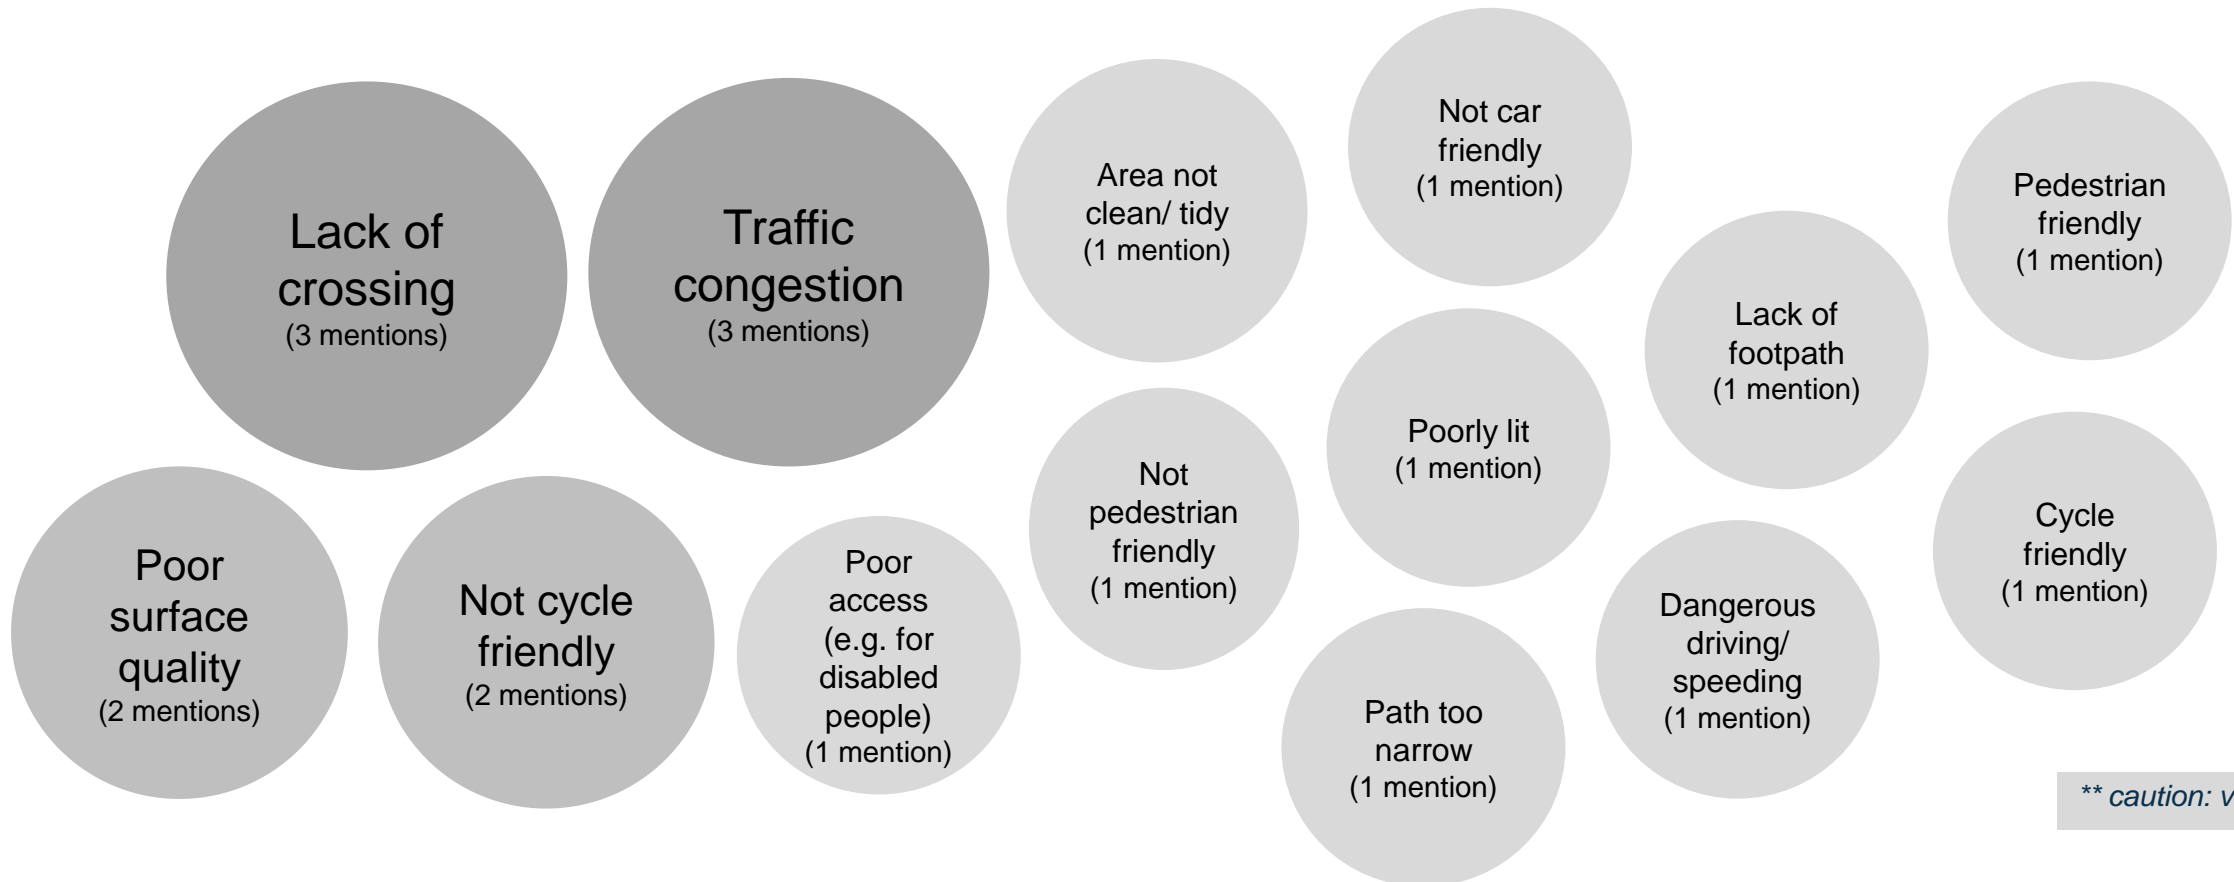 Lack of
crossing
(3 mentions)
Traffic
congestion
(3 mentions)
Area not
clean/ tidy
(1 mention)
Not car
friendly
(1 mention)
Pedestrian
friendly
(1 mention)
Lack of
footpath
(1 mention)
Poor
surface
quality
(2 mentions)
Not cycle
friendly
(2 mentions)
Poor
access
(e.g. for
disabled
people)
(1 mention)
Not
pedestrian
friendly
(1 mention)
Poorly lit
(1 mention)
Path too
narrow
(1 mention)
Dangerous
driving/
speeding
(1 mention)
Cycle
friendly
(1 mention)
** caution: